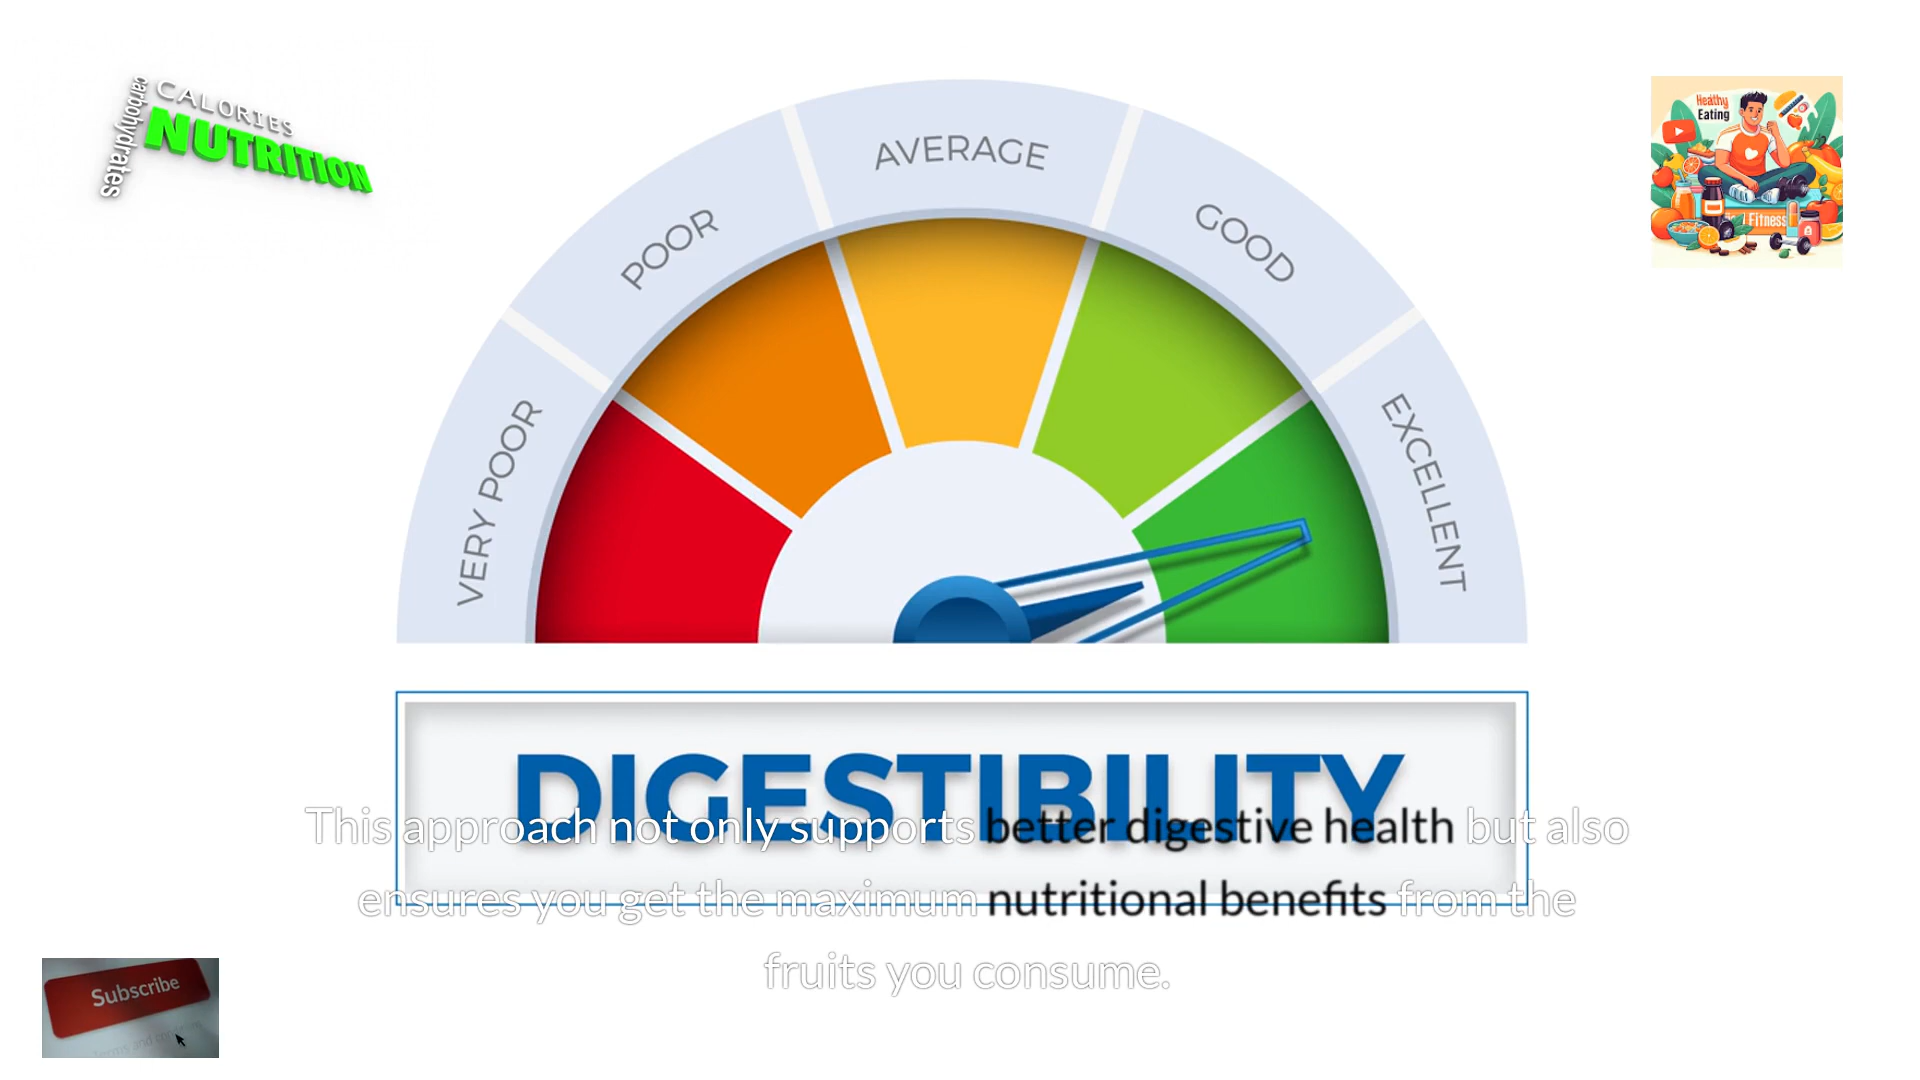 CALORIES
carbohydrates
NUTRITION
Healthy
Eating
Fitness
VERY POOR
POOR
AVERAGE
GOOD
EXCELLENT
DIGESTIBILITY
This approach not only supports better digestive health but also
ensures you get the maximum nutritional benefits from the
fruits you consume.
Subscribe